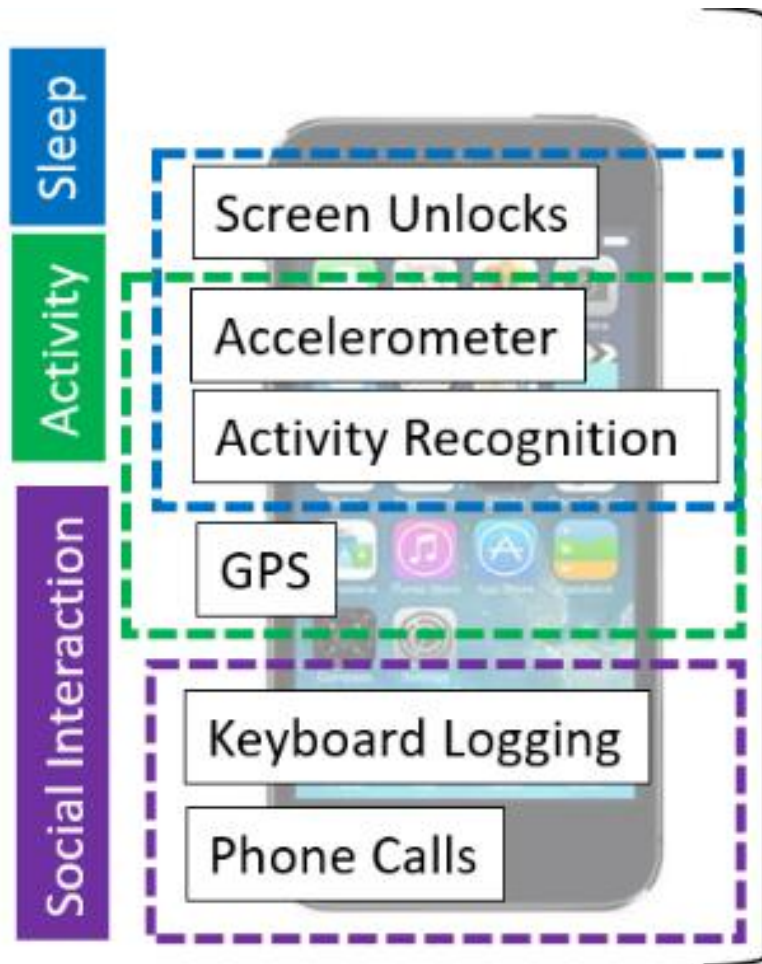 Sleep
Screen Unlocks
Activity
Accelerometer
Activity Recognition
GPS
Social Interaction
Keyboard Logging
Phone Calls